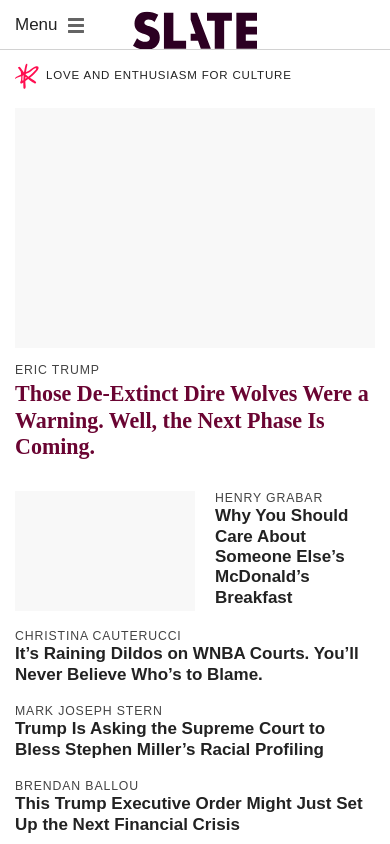 Menu
SLATE
LOVE AND ENTHUSIASM FOR CULTURE
ERIC TRUMP
Those De-Extinct Dire Wolves Were a
Warning. Well, the Next Phase Is
Coming.
HENRY GRABAR
Why You Should
Care About
Someone Else’s
McDonald’s
Breakfast
CHRISTINA CAUTERUCCI
It’s Raining Dildos on WNBA Courts. You’ll
Never Believe Who’s to Blame.
MARK JOSEPH STERN
Trump Is Asking the Supreme Court to
Bless Stephen Miller’s Racial Profiling
BRENDAN BALLOU
This Trump Executive Order Might Just Set
Up the Next Financial Crisis